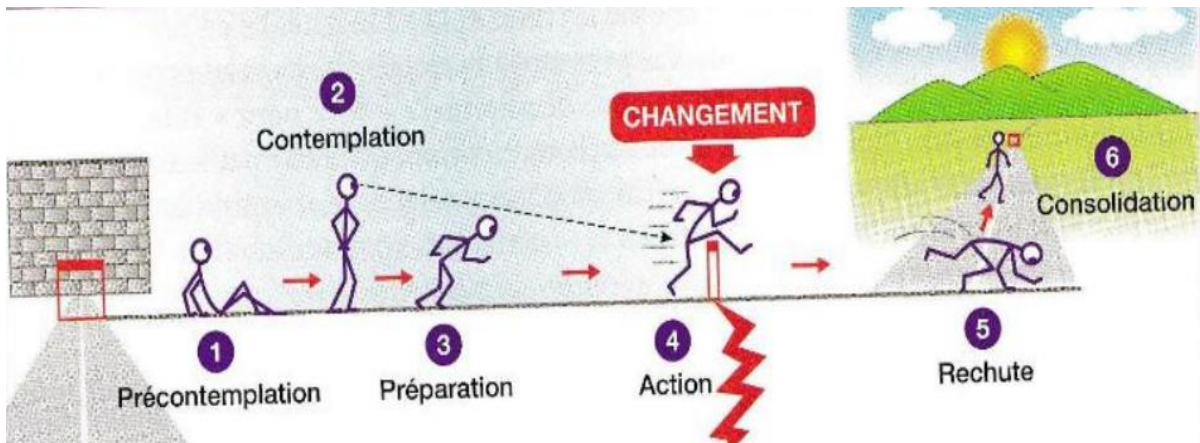 1
Précontemplation
2
Contemplation
3
Préparation
CHANGEMENT
4
Action
5
Rechute
6
Consolidation